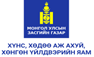 МОНГОЛ УЛСЫН
ЗАСГИЙН ГАЗАР
ХҮНС, ХӨДӨӨ АЖ АХУЙ,
ХӨНГӨН ҮЙЛДВЭРИЙН ЯАМ